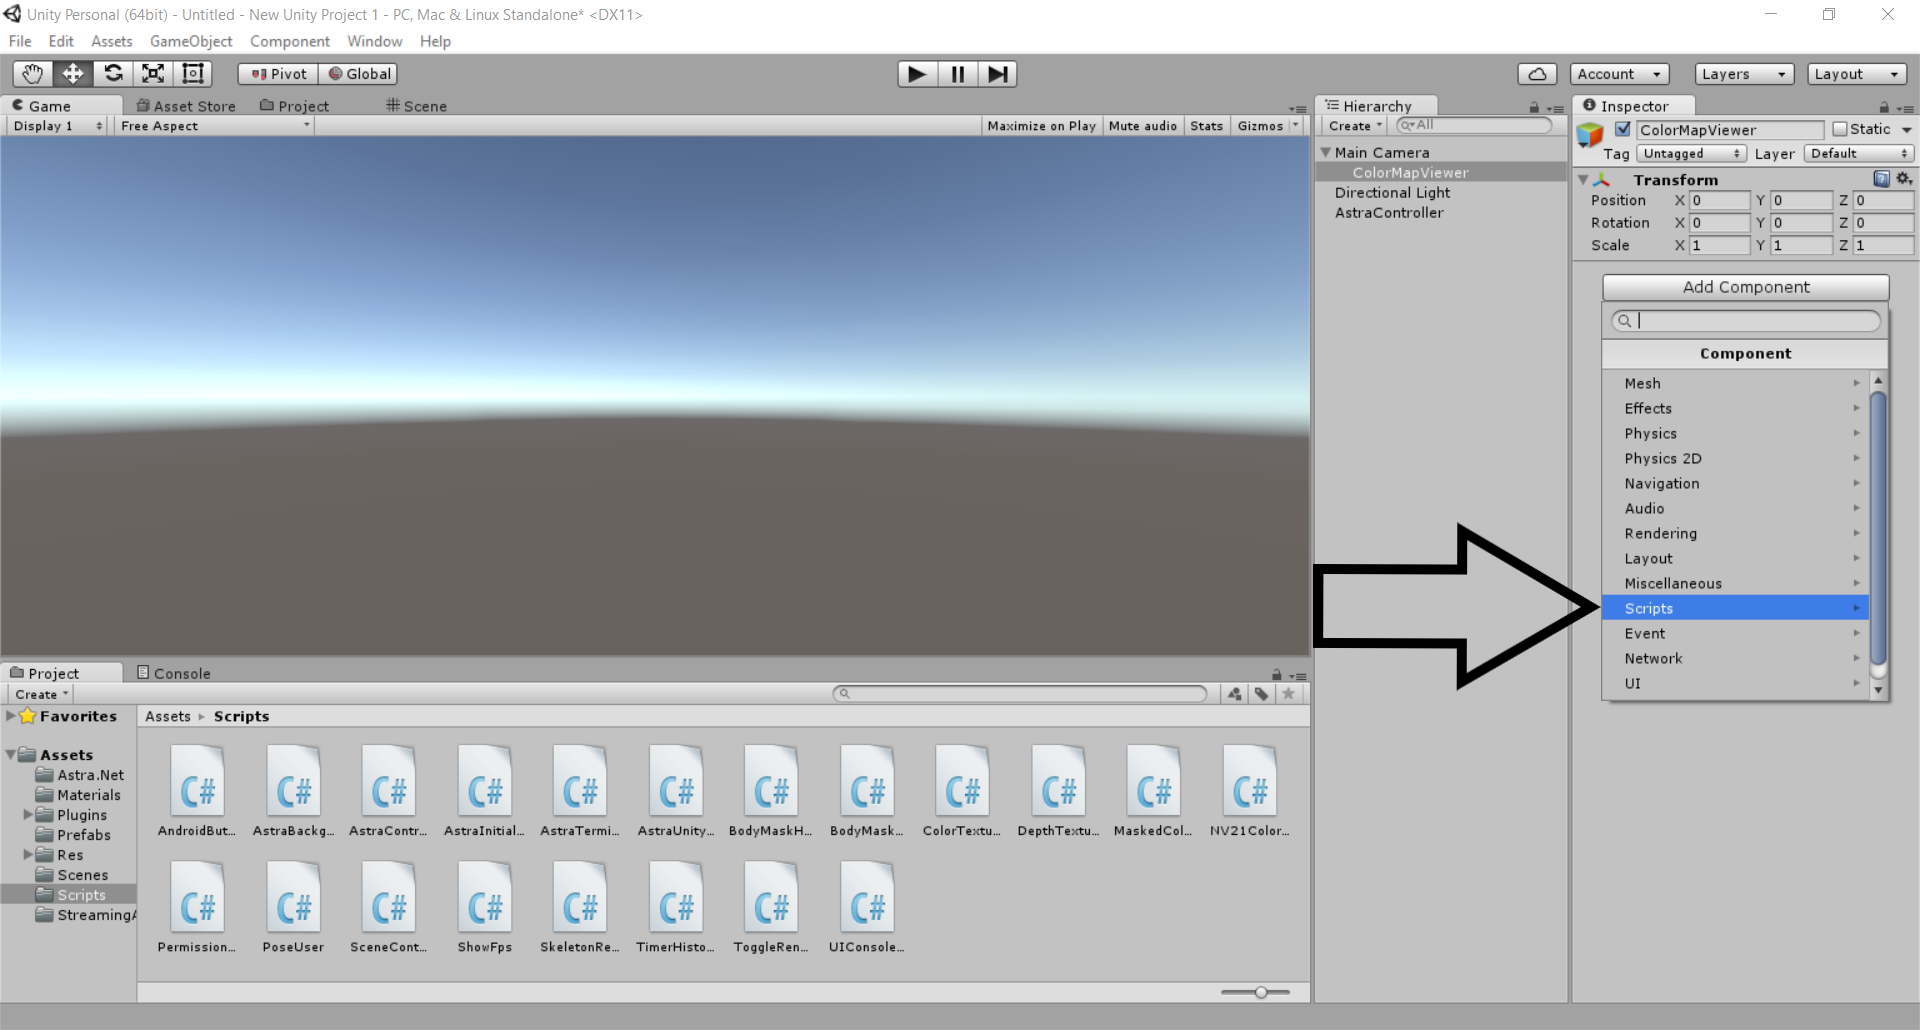 Unity Personal (64bit) - Untitled - New Unity Project 1 - PC, Mac & Linux Standalone* <DX11>
File Edit Assets GameObject Component Window Help
Pivot Global Account Layers Layout
Game Asset Store Project Scene
Display 1 Free Aspect Maximize on Play Mute audio Stats Gizmos
Hierarchy
Create All
Main Camera
ColorMapViewer
Directional Light
AstraController
Inspector
ColorMapViewer Static
Tag Untagged Layer Default
Transform
Position X 0 Y 0 Z 0
Rotation X 0 Y 0 Z 0
Scale X 1 Y 1 Z 1
Add Component
Component
Mesh
Effects
Physics
Physics 2D
Navigation
Audio
Rendering
Layout
Miscellaneous
Scripts
Event
Network
UI
Project Console
Create
Favorites
Assets
Astra.Net
Materials
Plugins
Prefabs
Res
Scenes
Scripts
StreamingA
Assets Scripts
C# C# C# C# C# C# C# C# C# C# C# C#
AndroidBut... AstraBackg... AstraContr... AstraInitial... AstraTermi... AstraUnity... BodyMaskH... BodyMask... ColorTextu... DepthTextu... MaskedCol... NV21Color...
C# C# C# C# C# C# C# C#
Permission... PoseUser SceneCont... ShowFps SkeletonRe... TimerHisto... ToggleRen... UIConsole...